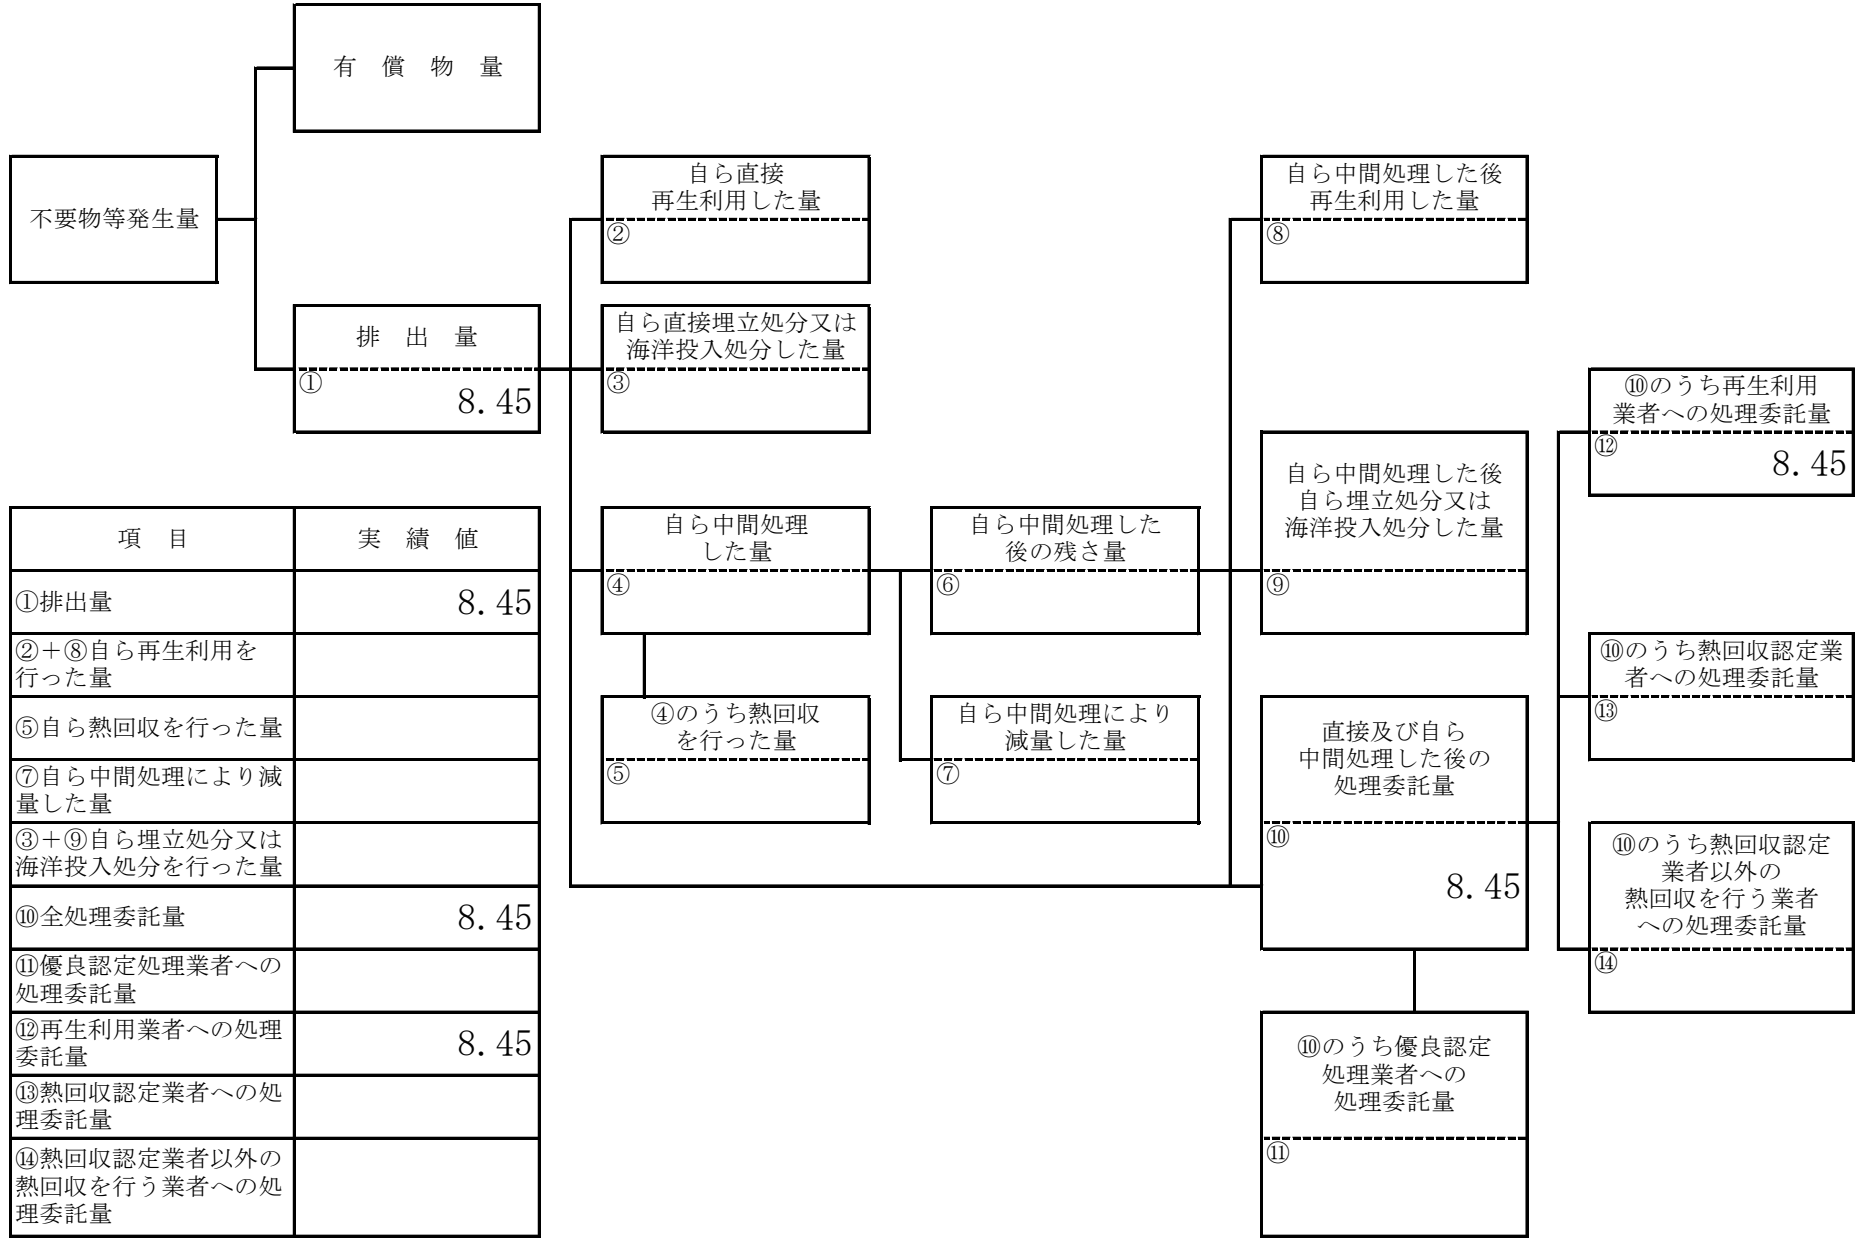 有　償　物　量
不要物等発生量
排　出　量
①
8.45
自ら直接
再生利用した量
②
自ら直接埋立処分又は
海洋投入処分した量
③
自ら中間処理
した量
④
④のうち熱回収
を行った量
⑤
自ら中間処理した
後の残さ量
⑥
自ら中間処理により
減量した量
⑦
自ら中間処理した後
再生利用した量
⑧
自ら中間処理した後
自ら埋立処分又は
海洋投入処分した量
⑨
直接及び自ら
中間処理した後の
処理委託量
⑩
8.45
⑩のうち優良認定
処理業者への
処理委託量
⑪
⑩のうち再生利用
業者への処理委託量
⑫
8.45
⑩のうち熱回収認定業
者への処理委託量
⑬
⑩のうち熱回収認定
業者以外の
熱回収を行う業者
への処理委託量
⑭
項　目　実　績　値
①排出量　8.45
②＋⑧自ら再生利用を
行った量
⑤自ら熱回収を行った量
⑦自ら中間処理により減
量した量
③＋⑨自ら埋立処分又は
海洋投入処分を行った量
⑩全処理委託量　8.45
⑪優良認定処理業者への
処理委託量
⑫再生利用業者への処理
委託量　8.45
⑬熱回収認定業者への処
理委託量
⑭熱回収認定業者以外の
熱回収を行う業者への処
理委託量